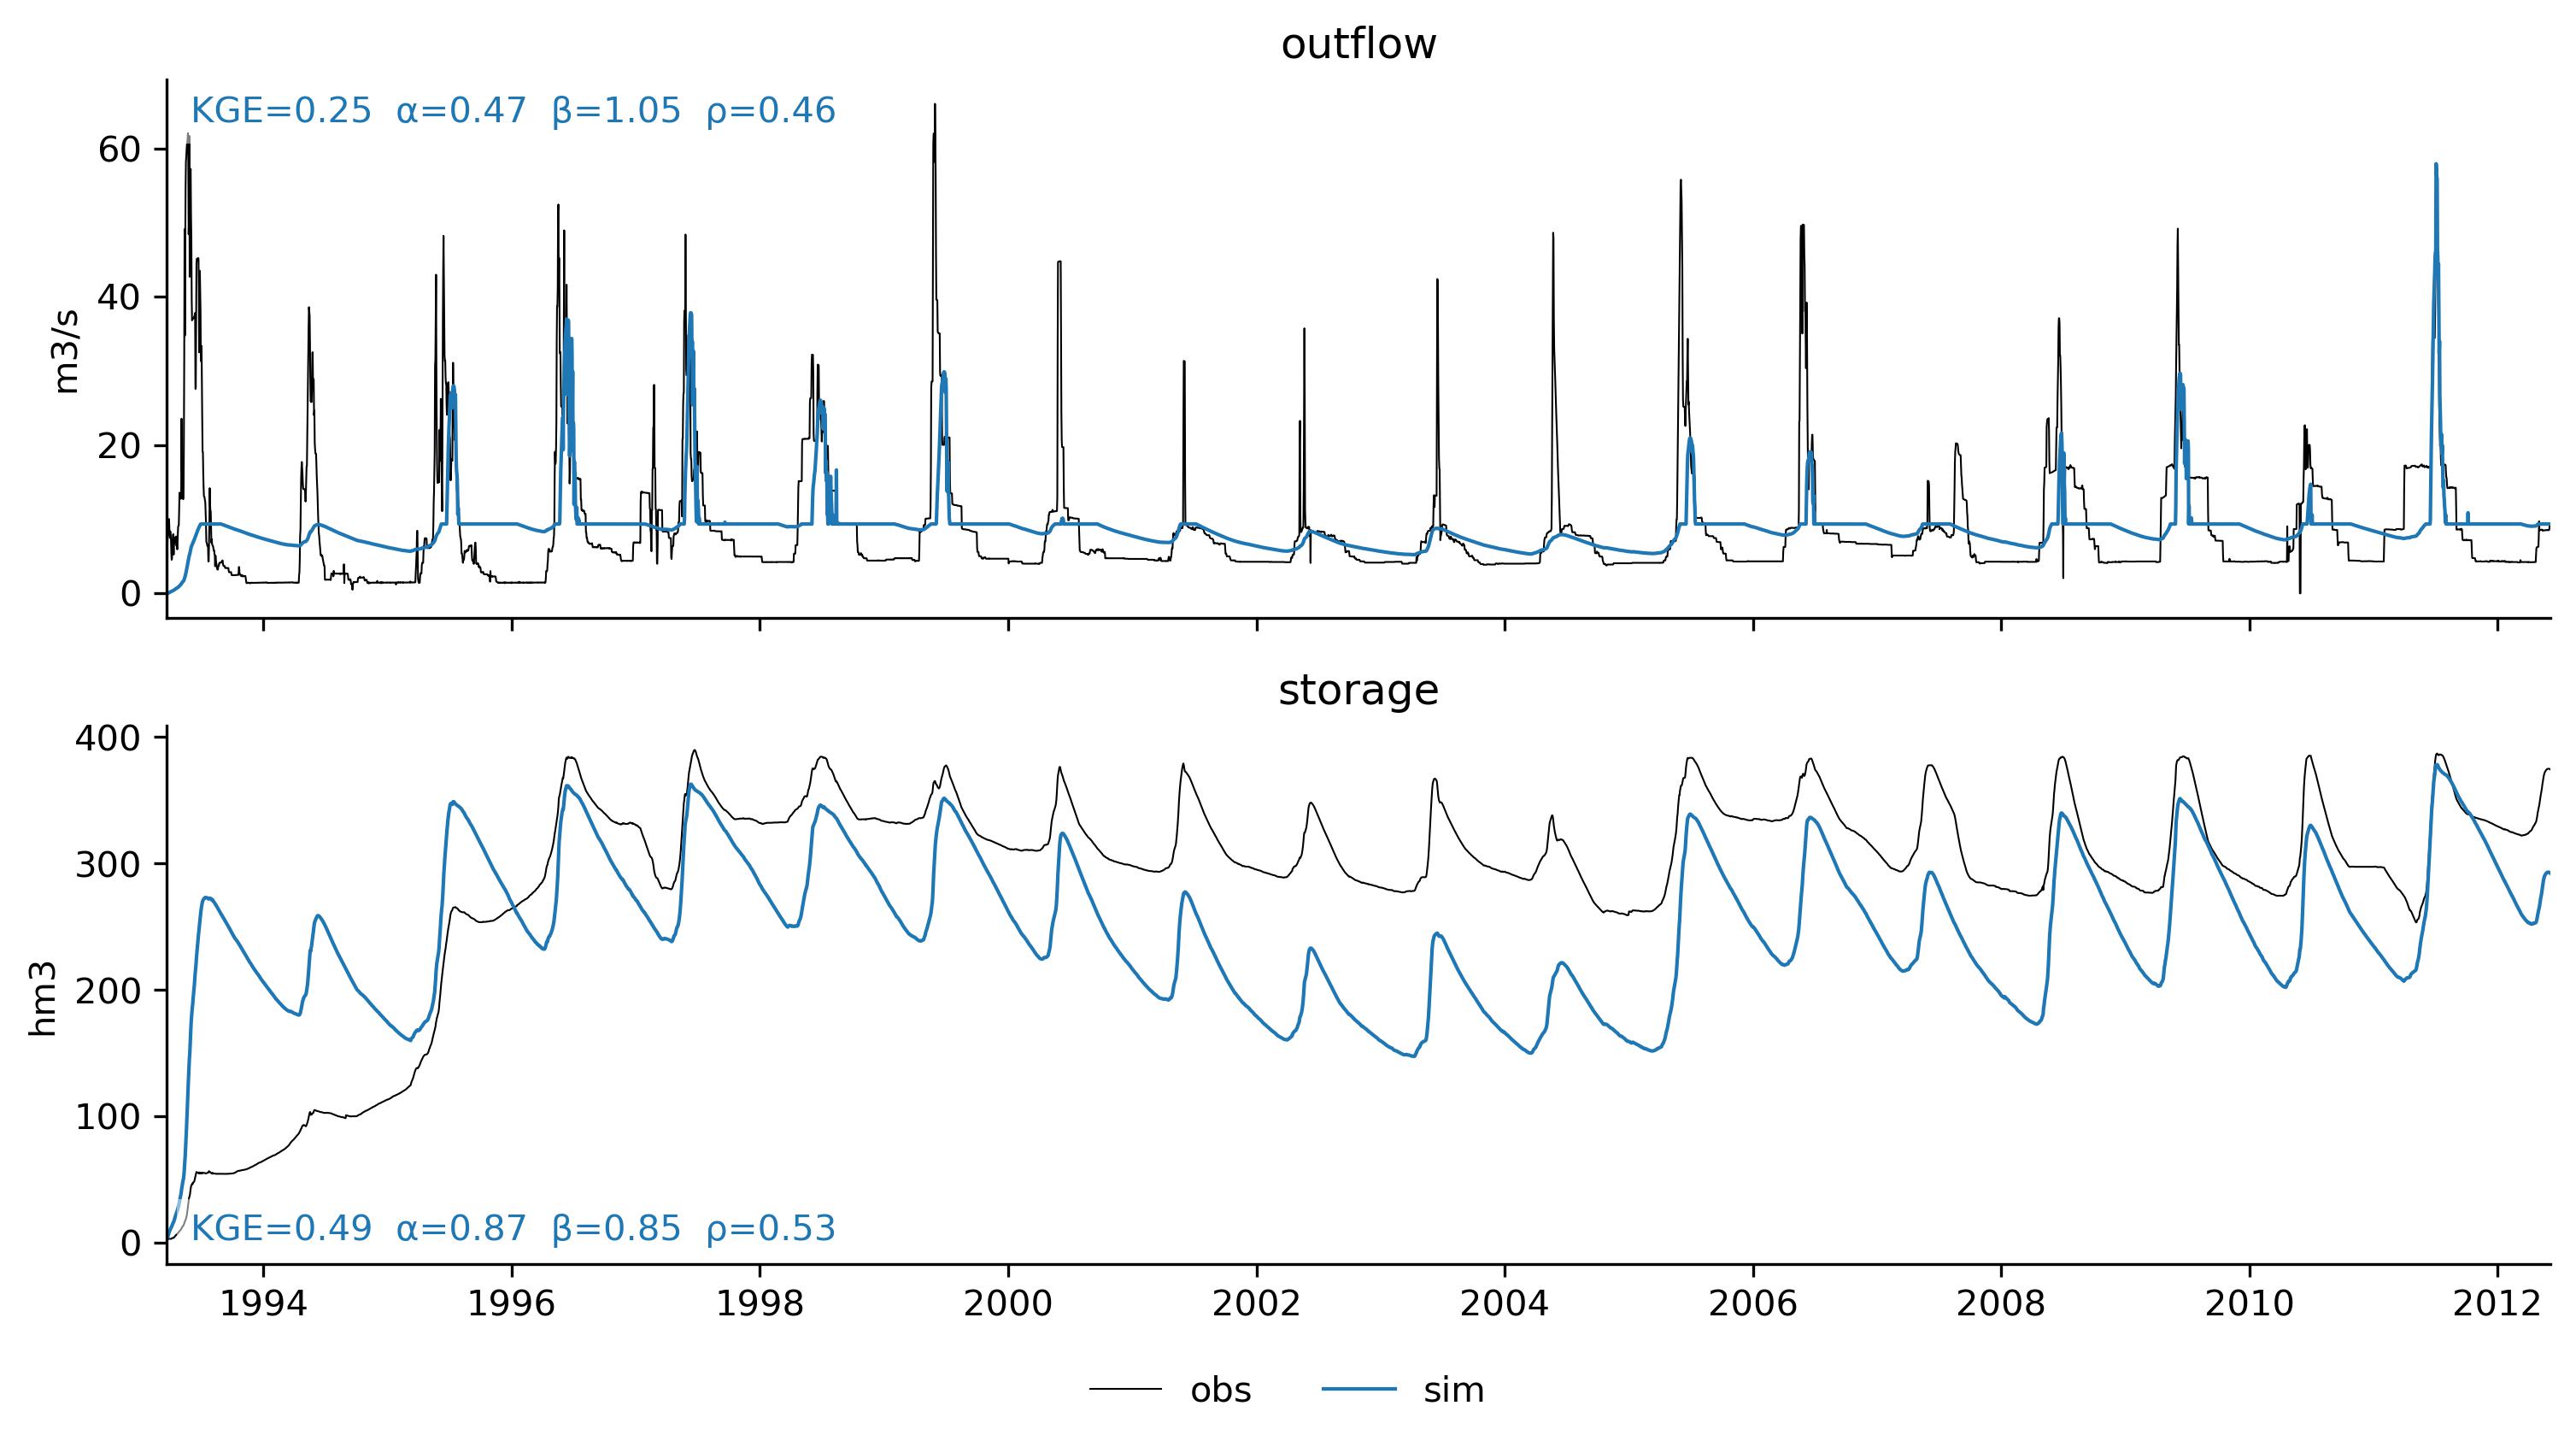 outflow
KGE=0.25 α=0.47 β=1.05 ρ=0.46
60
40
20
0
m3/s
storage
400
300
200
100
0
hm3
KGE=0.49 α=0.87 β=0.85 ρ=0.53
1994 1996 1998 2000 2002 2004 2006 2008 2010 2012
obs sim